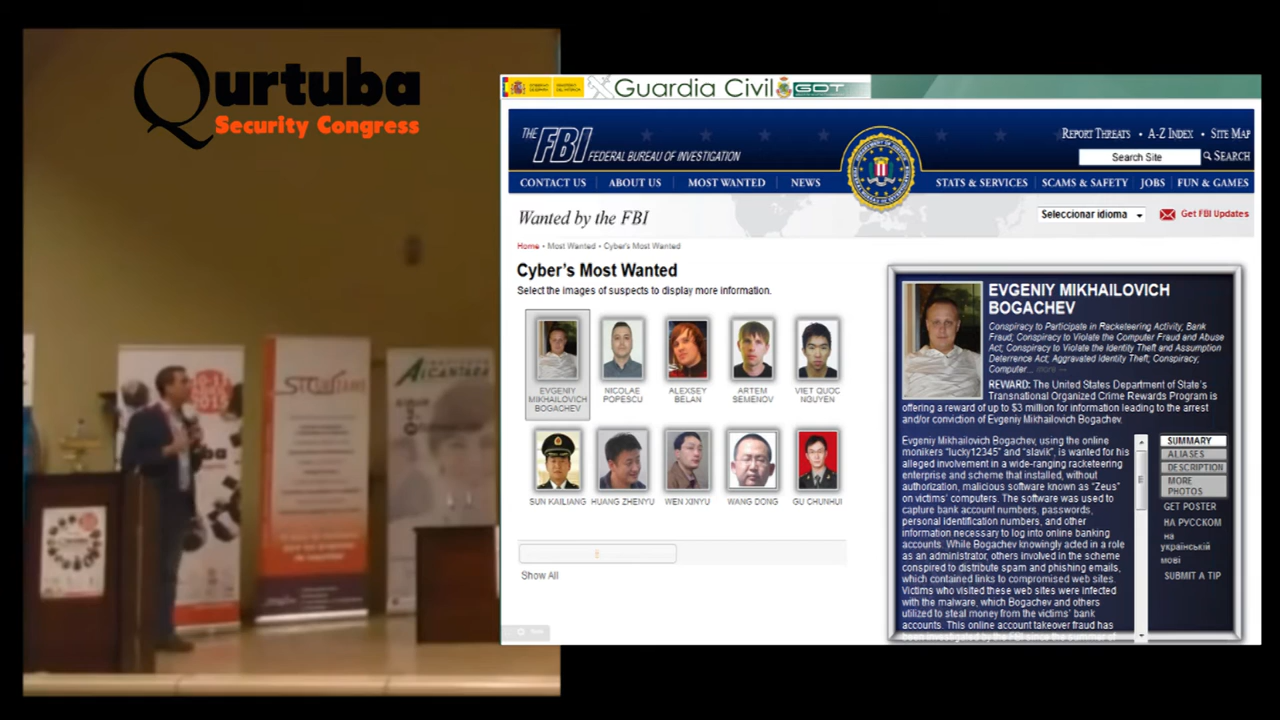 Qurtuba
Security Congress
Guardia Civil GDT
THE FBI FEDERAL BUREAU OF INVESTIGATION
REPORT THREATS • A-Z INDEX • SITE MAP
Search Site SEARCH
CONTACT US ABOUT US MOST WANTED NEWS STATS & SERVICES SCAMS & SAFETY JOBS FUN & GAMES
Wanted by the FBI
Seleccionar idioma Get FBI Updates
Home • Most Wanted • Cyber's Most Wanted
Cyber's Most Wanted
Select the images of suspects to display more information.
EVGENIY
MIKHAILOVICH
BOGACHEV
NICOLAE
POPESCU
ALEXSEY
BELAN
ARTEM
SEMENOV
VIET QUOC
NGUYEN
SUN KAILIANG
HUANG ZHENYU
WEN XINYU
WANG DONG
GU CHUNHUI
Show All
EVGENIY MIKHAILOVICH
BOGACHEV
Conspiracy to Participate in Racketeering Activity; Bank
Fraud; Conspiracy to Violate the Computer Fraud and Abuse
Act; Conspiracy to Violate the Identity Theft and Assumption
Deterrence Act; Aggravated Identity Theft; Conspiracy;
Computer... more
REWARD: The United States Department of State's
Transnational Organized Crime Rewards Program is
offering a reward of up to $3 million for information leading to the arrest
and/or conviction of Evgeniy Mikhailovich Bogachev.
Evgeniy Mikhailovich Bogachev, using the online
monikers "lucky12345" and "slavik", is wanted for his
alleged involvement in a wide-ranging racketeering
enterprise and scheme that installed, without
authorization, malicious software known as "Zeus"
on victims' computers. The software was used to
capture bank account numbers, passwords,
personal identification numbers, and other
information necessary to log into online banking
accounts. While Bogachev knowingly acted in a role
as an administrator, others involved in the scheme
conspired to distribute spam and phishing emails,
which contained links to compromised web sites.
Victims who visited these web sites were infected
with the malware, which Bogachev and others
utilized to steal money from the victims' bank
accounts. This online account takeover fraud has
been investigated by the FBI since the summer of
SUMMARY
ALIASES
DESCRIPTION
MORE
PHOTOS
GET POSTER
НА РУССКОМ
на
українській
мові
SUBMIT A TIP